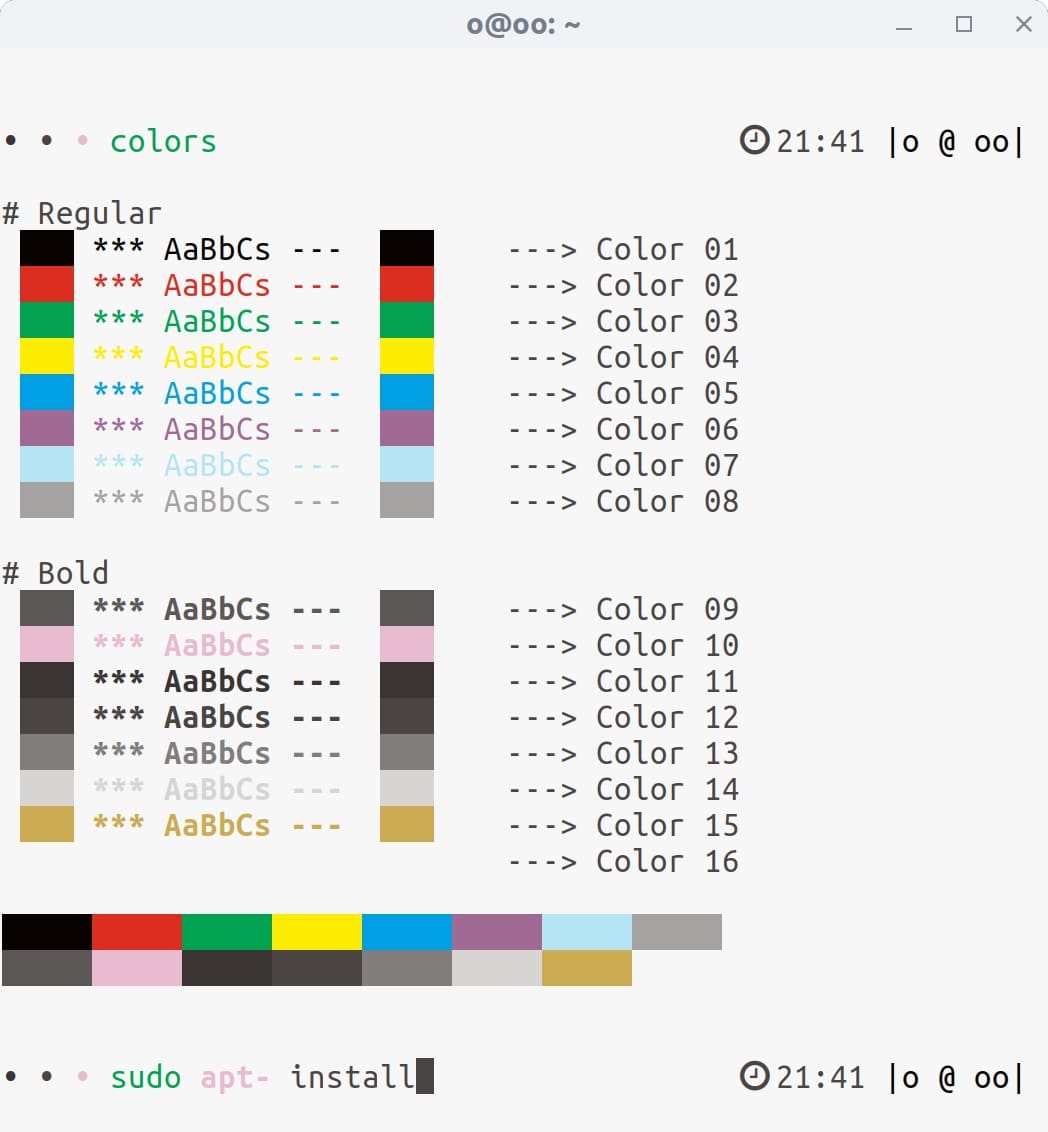 o@oo: ~
• • • colors 21:41 |o @ oo|
# Regular
*** AaBbCs --- ---> Color 01
*** AaBbCs --- ---> Color 02
*** AaBbCs --- ---> Color 03
*** AaBbCs --- ---> Color 04
*** AaBbCs --- ---> Color 05
*** AaBbCs --- ---> Color 06
*** AaBbCs --- ---> Color 07
*** AaBbCs --- ---> Color 08
# Bold
*** AaBbCs --- ---> Color 09
*** AaBbCs --- ---> Color 10
*** AaBbCs --- ---> Color 11
*** AaBbCs --- ---> Color 12
*** AaBbCs --- ---> Color 13
*** AaBbCs --- ---> Color 14
*** AaBbCs --- ---> Color 15
---> Color 16
• • • sudo apt- install 21:41 |o @ oo|